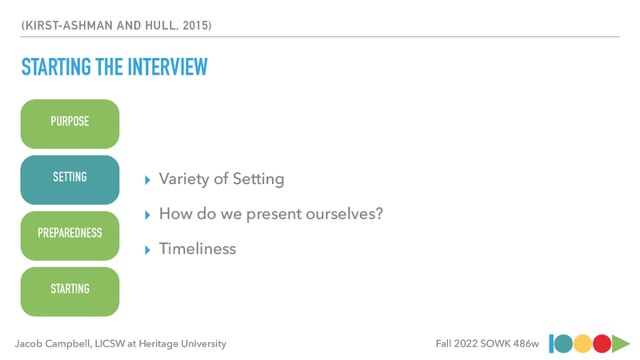 (KIRST-ASHMAN AND HULL, 2015)
STARTING THE INTERVIEW
PURPOSE
SETTING
PREPAREDNESS
STARTING
▸ Variety of Setting
▸ How do we present ourselves?
▸ Timeliness
Jacob Campbell, LICSW at Heritage University
Fall 2022 SOWK 486w